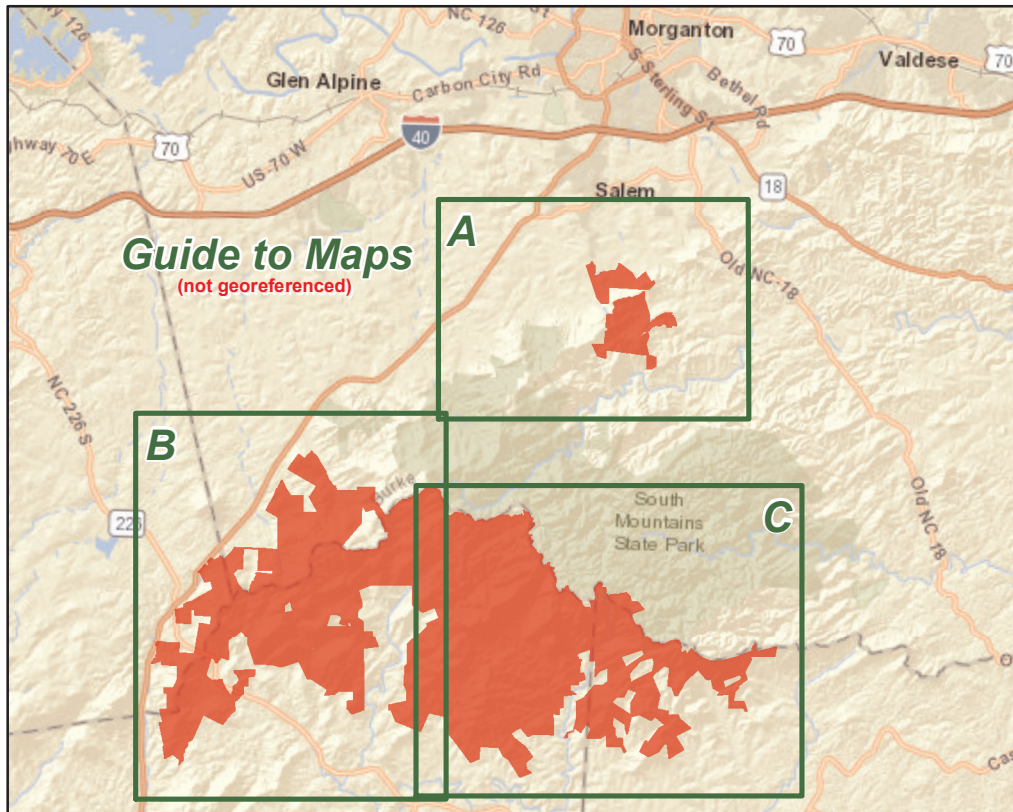 NC 126
St
Morganton
70
Valdese
70
Glen Alpine
Carbon City Rd
S Sterling St
Bethel Rd
40
70
US-70 W
18
Salem
A
Guide to Maps
(not georeferenced)
Old NC-18
NC 226 S
B
Burke
226
South
Mountains
State Park
C
Old NC-18